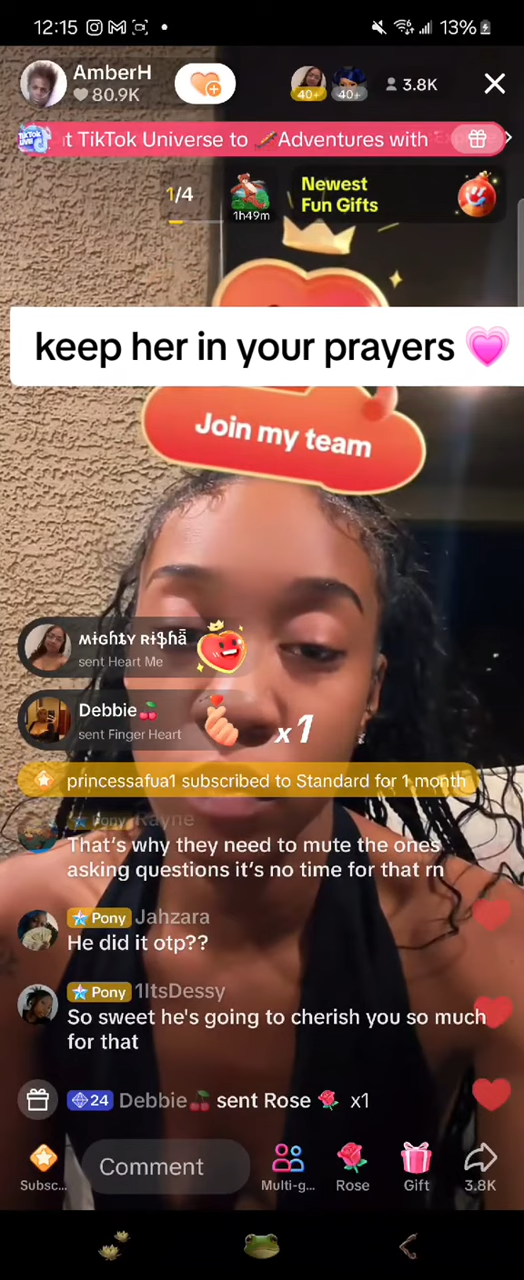 12:15
13%
AmberH
80.9K
40+
40+
3.8K
t TikTok Universe to Adventures with
1/4
1h49m
Newest
Fun Gifts
keep her in your prayers 💗
Join my team
sent Heart Me
Debbie🍒
sent Finger Heart
x1
princessafua1 subscribed to Standard for 1 month
Pony Rayne
That's why they need to mute the ones
asking questions it's no time for that rn
Pony Jahzara
He did it otp??
Pony 1ItsDessy
So sweet he's going to cherish you so much
for that
24 Debbie🍒 sent Rose 🌹 x1
Subsc...
Comment
Multi-g...
Rose
Gift
3.8K